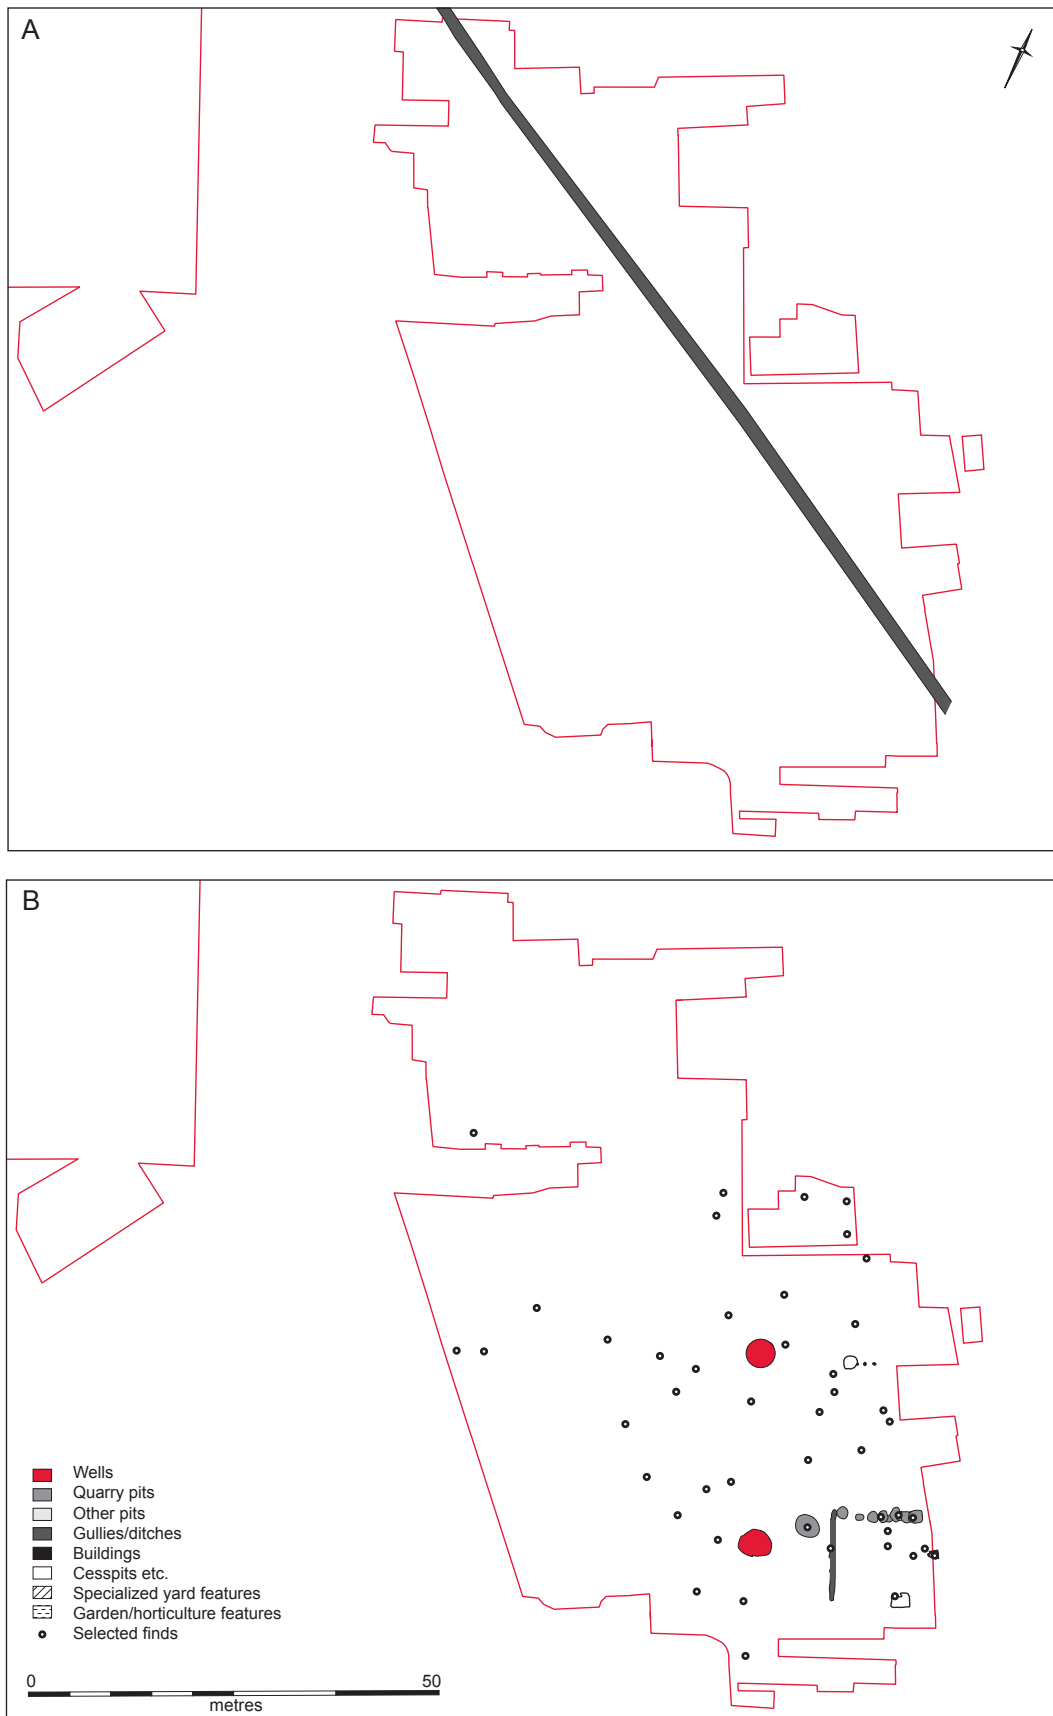 A
B
Wells
Quarry pits
Other pits
Gullies/ditches
Buildings
Cesspits etc.
Specialized yard features
Garden/horticulture features
Selected finds
0 50
metres